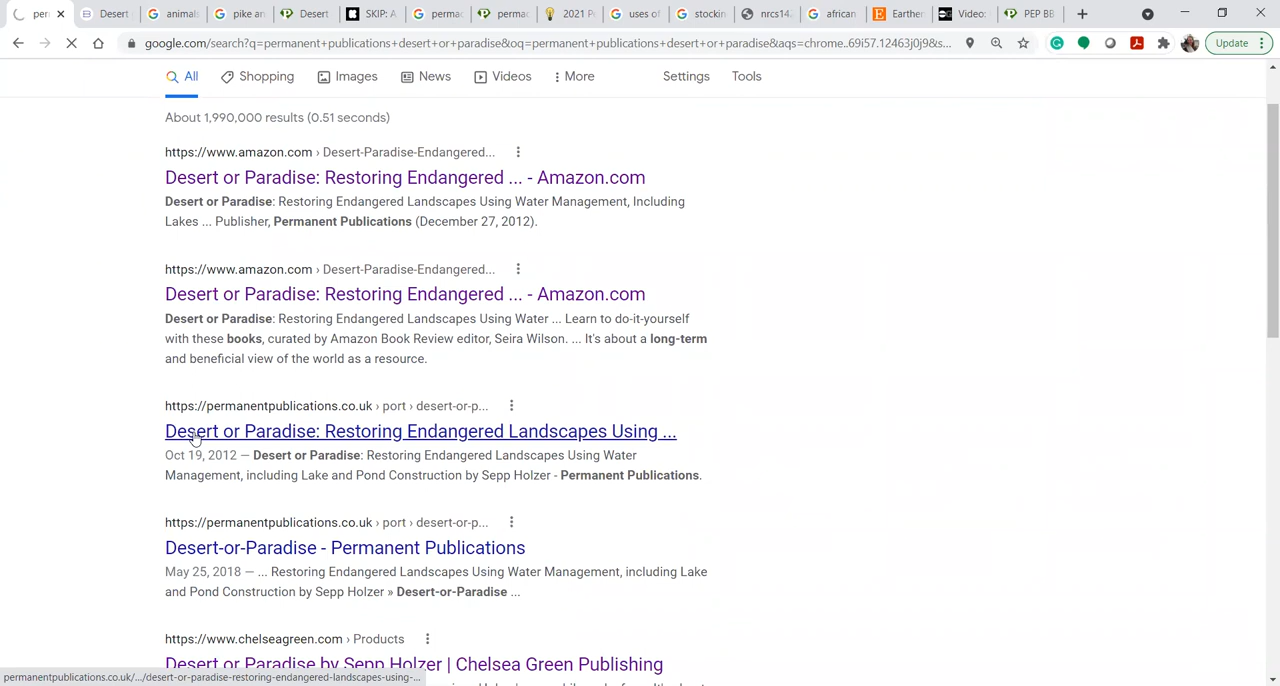 per
Desert
animals
pike an
Desert
SKIP: A
permac
permac
2021 P
uses of
stockin
nrcs14
african
Earther
Video:
PEP BB
google.com/search?q=permanent+publications+desert+or+paradise&oq=permanent+publications+desert+or+paradise&aqs=chrome..69i57.12463j0j9&s...
Update
All
Shopping
Images
News
Videos
More
Settings
Tools
About 1,990,000 results (0.51 seconds)
https://www.amazon.com › Desert-Paradise-Endangered...
Desert or Paradise: Restoring Endangered ... - Amazon.com
Desert or Paradise: Restoring Endangered Landscapes Using Water Management, Including
Lakes ... Publisher, Permanent Publications (December 27, 2012).
https://www.amazon.com › Desert-Paradise-Endangered...
Desert or Paradise: Restoring Endangered ... - Amazon.com
Desert or Paradise: Restoring Endangered Landscapes Using Water ... Learn to do-it-yourself
with these books, curated by Amazon Book Review editor, Seira Wilson. ... It's about a long-term
and beneficial view of the world as a resource.
https://permanentpublications.co.uk › port › desert-or-p...
Desert or Paradise: Restoring Endangered Landscapes Using ...
Oct 19, 2012 — Desert or Paradise: Restoring Endangered Landscapes Using Water
Management, including Lake and Pond Construction by Sepp Holzer - Permanent Publications.
https://permanentpublications.co.uk › port › desert-or-p...
Desert-or-Paradise - Permanent Publications
May 25, 2018 — ... Restoring Endangered Landscapes Using Water Management, including Lake
and Pond Construction by Sepp Holzer » Desert-or-Paradise ...
https://www.chelseagreen.com › Products
Desert or Paradise by Sepp Holzer | Chelsea Green Publishing
permanentpublications.co.uk/.../desert-or-paradise-restoring-endangered-landscapes-using-...